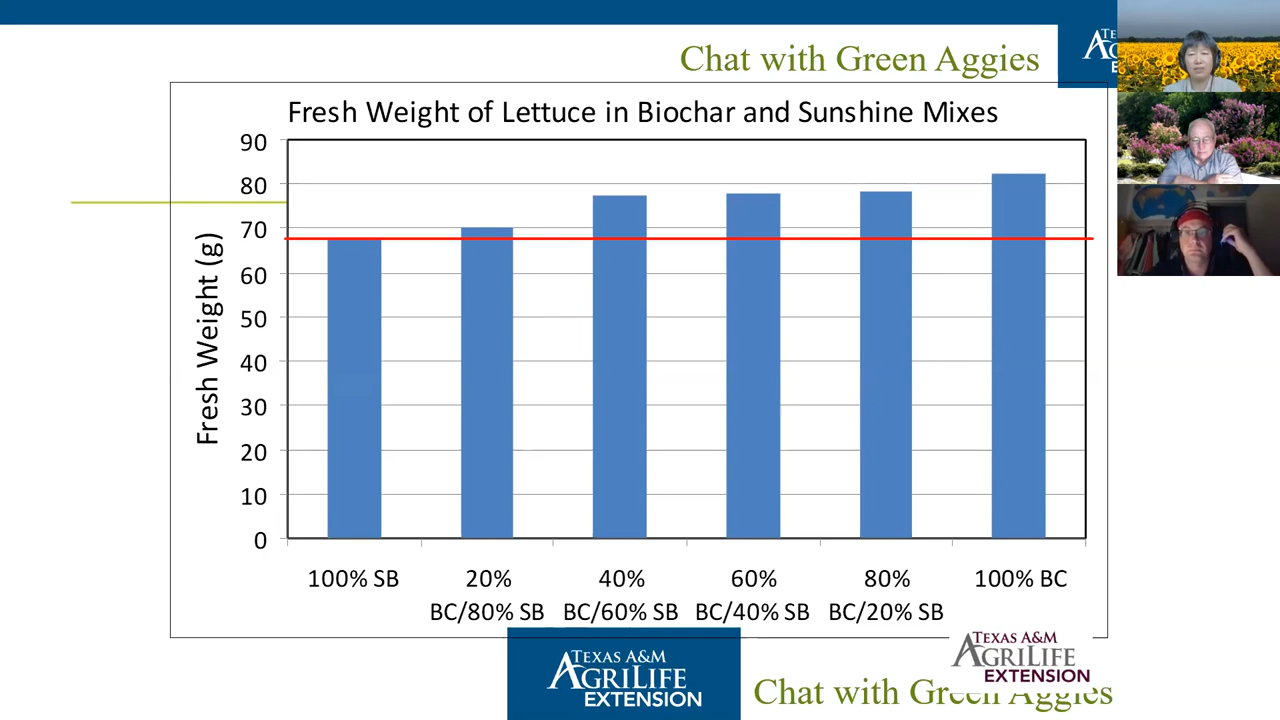 Chat with Green Aggies
Fresh Weight of Lettuce in Biochar and Sunshine Mixes
Fresh Weight (g)
90
80
70
60
50
40
30
20
10
0
100% SB
20% BC/80% SB
40% BC/60% SB
60% BC/40% SB
80% BC/20% SB
100% BC
TEXAS A&M
AGRILIFE
EXTENSION
TEXAS A&M
AGRILIFE
EXTENSION
Chat with Green Aggies